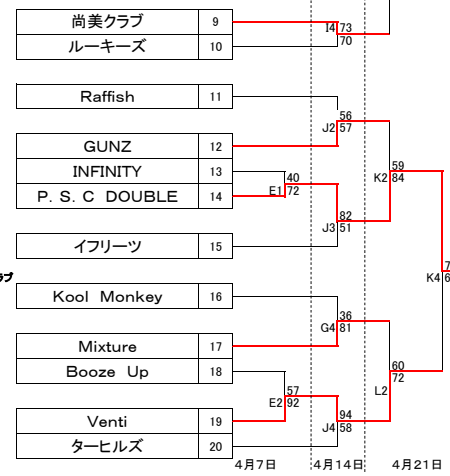 尚美クラブ 9
I4 73
ルーキーズ 10
70
Raffish 11
56
J2 57
GUNZ 12
INFINITY 13
59
K2 84
40
E1 72
P.S.C DOUBLE 14
82
J3 51
イフリーツ 15
ラブ
7
K4 6
Kool Monkey 16
36
G4 81
Mixture 17
Booze Up 18
60
L2 72
57
E2 92
Venti 19
94
J4 58
ターヒルズ 20
4月7日 4月14日 4月21日